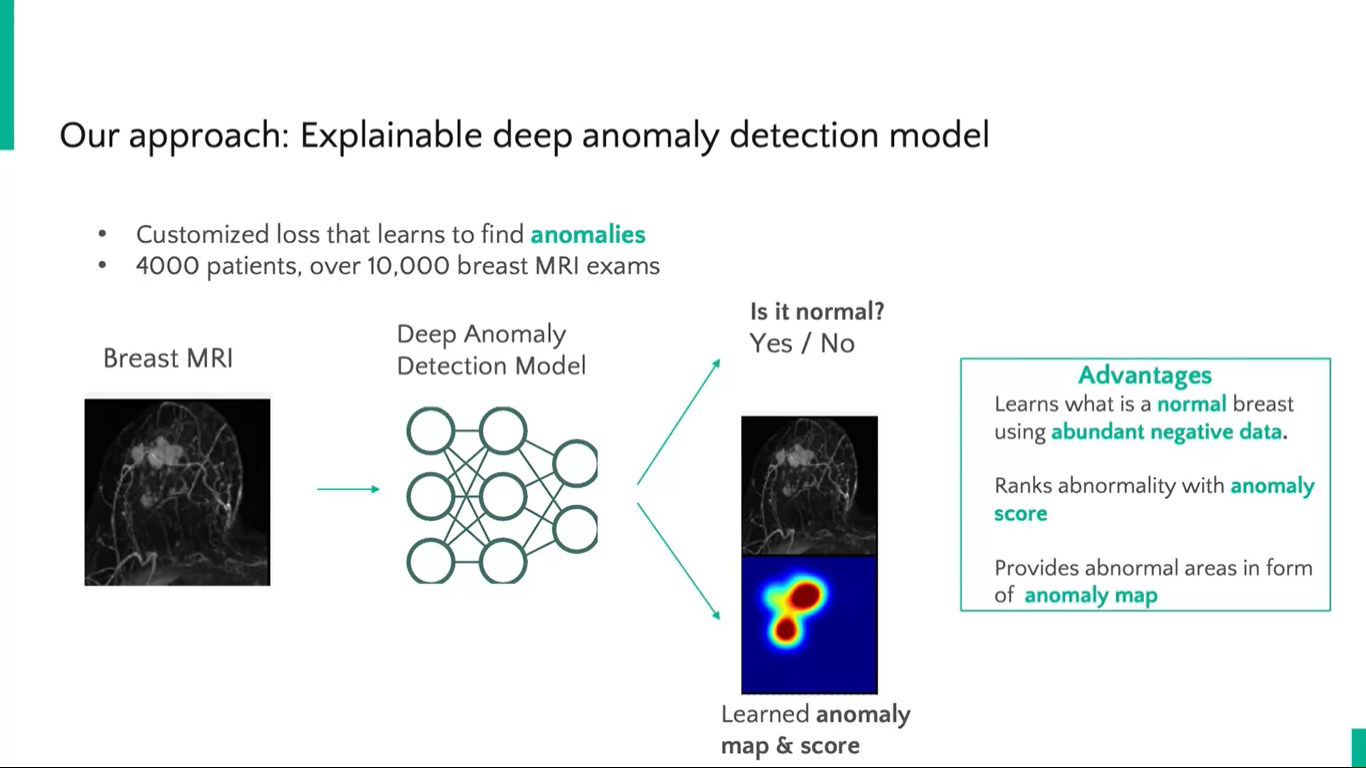 Our approach: Explainable deep anomaly detection model
• Customized loss that learns to find anomalies
• 4000 patients, over 10,000 breast MRI exams
Breast MRI
Deep Anomaly
Detection Model
Is it normal?
Yes / No
Learned anomaly
map & score
Advantages
Learns what is a normal breast
using abundant negative data.
Ranks abnormality with anomaly
score
Provides abnormal areas in form
of anomaly map